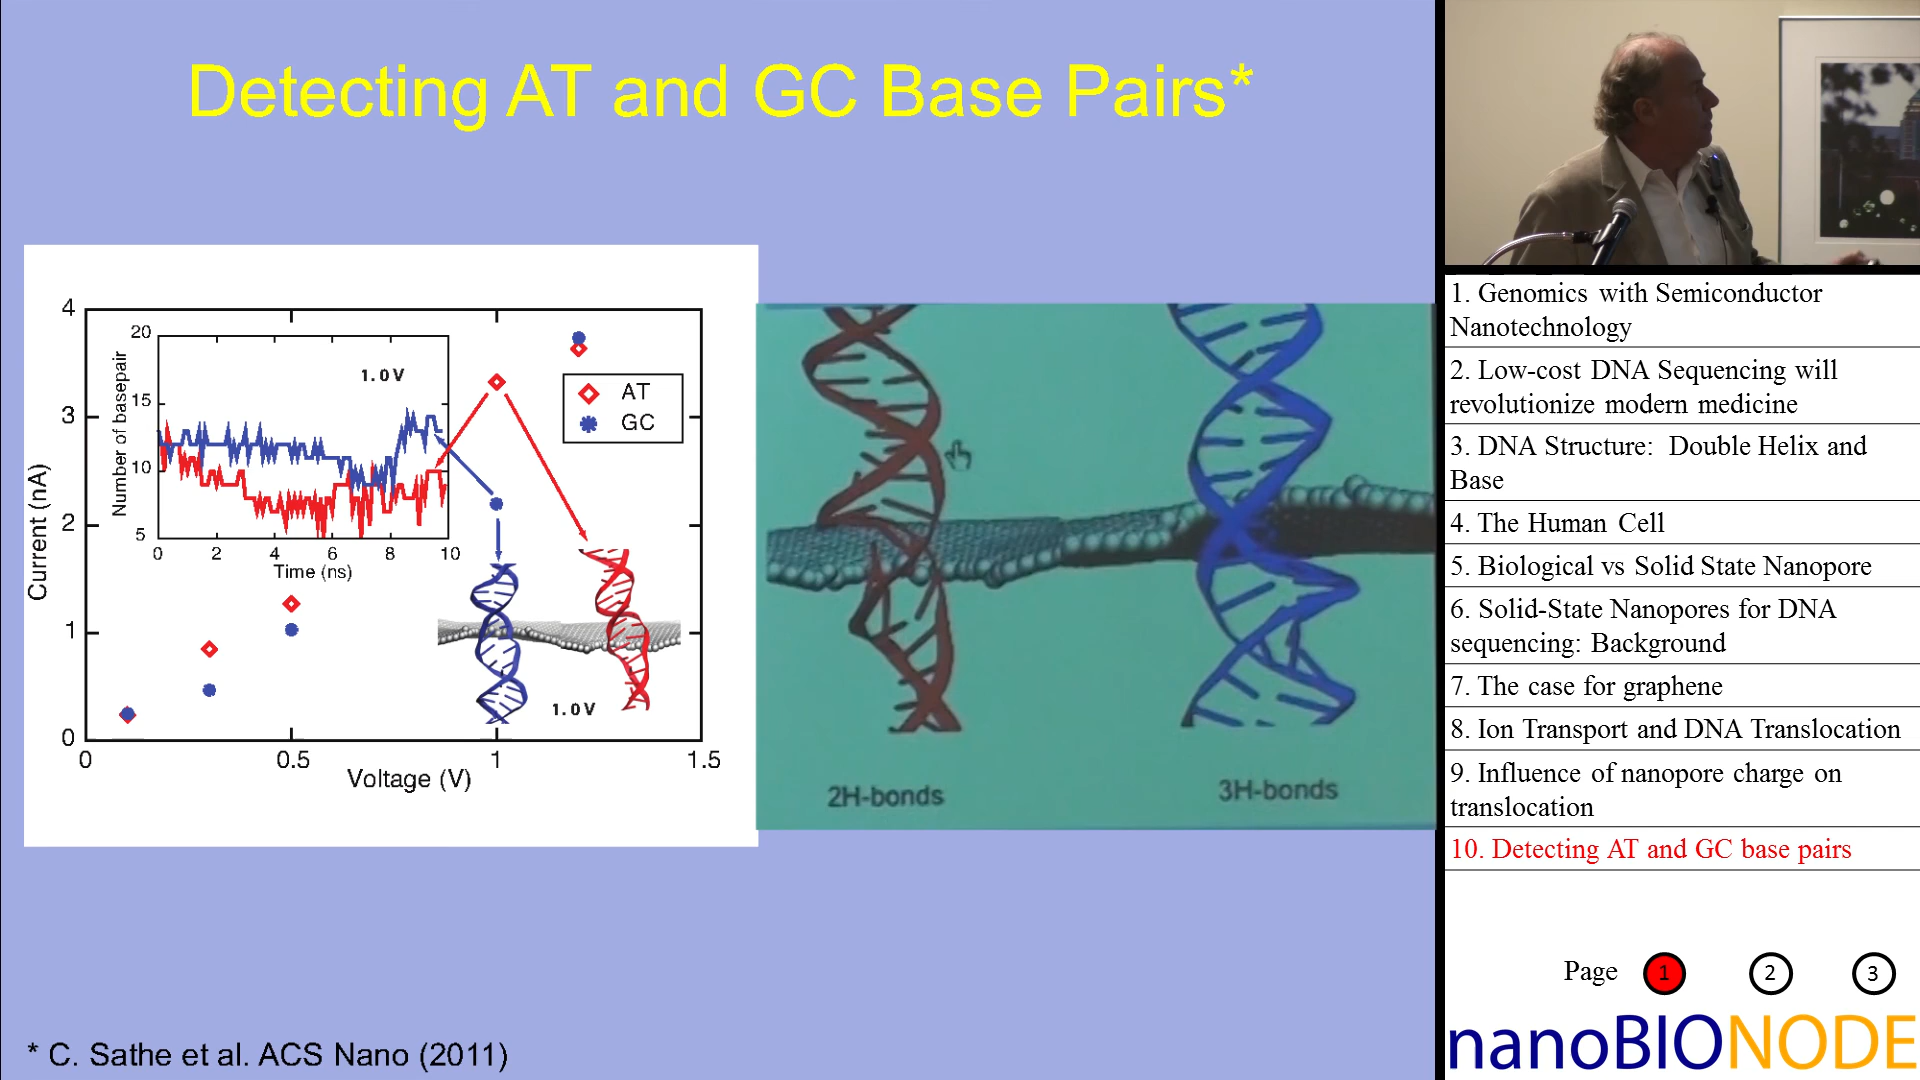 Detecting AT and GC Base Pairs*
4
3
2
1
0
0
0.5
1
1.5
Current (nA)
Voltage (V)
20
15
10
5
0
2
4
6
8
10
Number of basepair
Time (ns)
1.0V
AT
GC
1.0V
2H-bonds
3H-bonds
* C. Sathe et al. ACS Nano (2011)
1. Genomics with Semiconductor
Nanotechnology
2. Low-cost DNA Sequencing will
revolutionize modern medicine
3. DNA Structure: Double Helix and
Base
4. The Human Cell
5. Biological vs Solid State Nanopore
6. Solid-State Nanopores for DNA
sequencing: Background
7. The case for graphene
8. Ion Transport and DNA Translocation
9. Influence of nanopore charge on
translocation
10. Detecting AT and GC base pairs
Page 1 2 3
nanoBIONODE